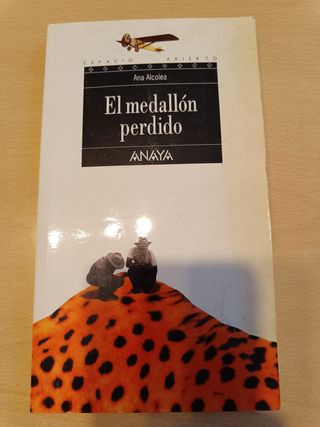 ESPACIO ABIERTO
Ana Alcolea
El medallón
perdido
ANAYA